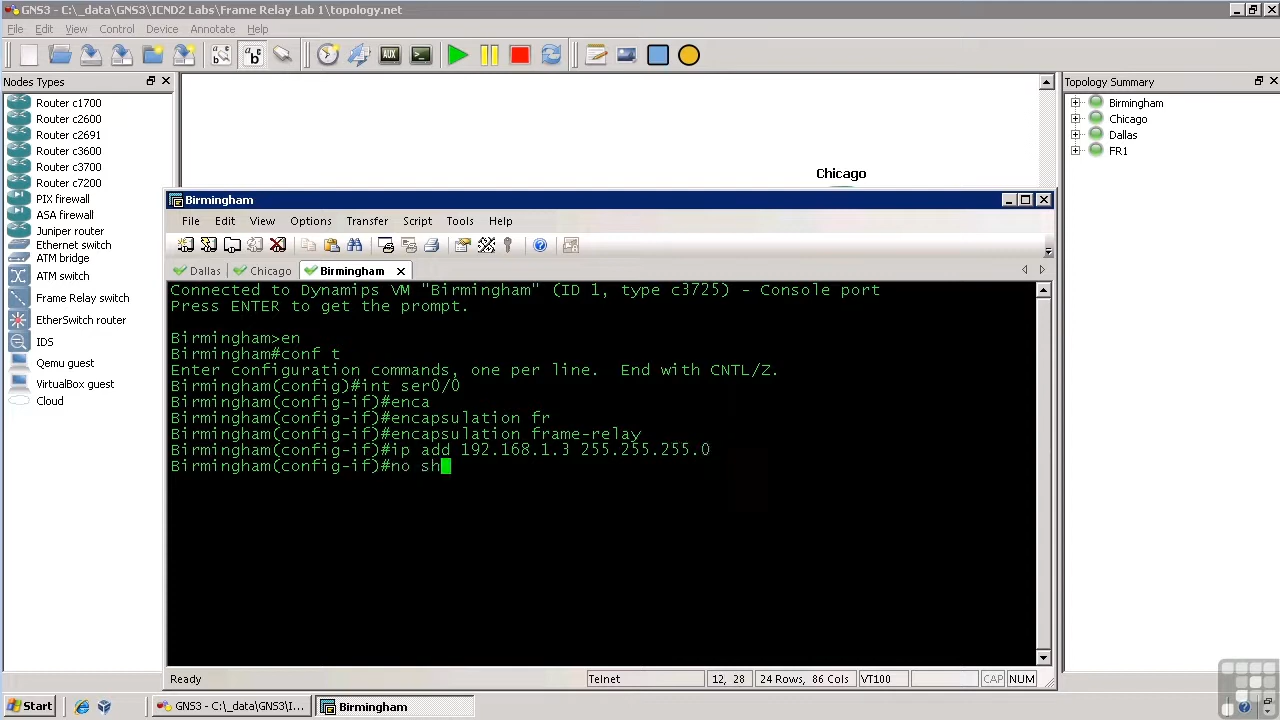 GNS3 - C:\_data\GNS3\ICND2 Labs\Frame Relay Lab 1\topology.net
File Edit View Control Device Annotate Help
Nodes Types
Router c1700
Router c2600
Router c2691
Router c3600
Router c3700
Router c7200
PIX firewall
ASA firewall
Juniper router
Ethernet switch
ATM bridge
ATM switch
Frame Relay switch
EtherSwitch router
IDS
Qemu guest
VirtualBox guest
Cloud
AUX
Chicago
Topology Summary
Birmingham
Chicago
Dallas
FR1
Birmingham
File Edit View Options Transfer Script Tools Help
Dallas Chicago Birmingham
Connected to Dynamips VM "Birmingham" (ID 1, type c3725) - Console port
Press ENTER to get the prompt.
Birmingham>en
Birmingham#conf t
Enter configuration commands, one per line. End with CNTL/Z.
Birmingham(config)#int ser0/0
Birmingham(config-if)#enca
Birmingham(config-if)#encapsulation fr
Birmingham(config-if)#encapsulation frame-relay
Birmingham(config-if)#ip add 192.168.1.3 255.255.255.0
Birmingham(config-if)#no sh
Ready Telnet 12, 28 24 Rows, 86 Cols VT100 CAP NUM
Start GNS3 - C:\_data\GNS3\I... Birmingham